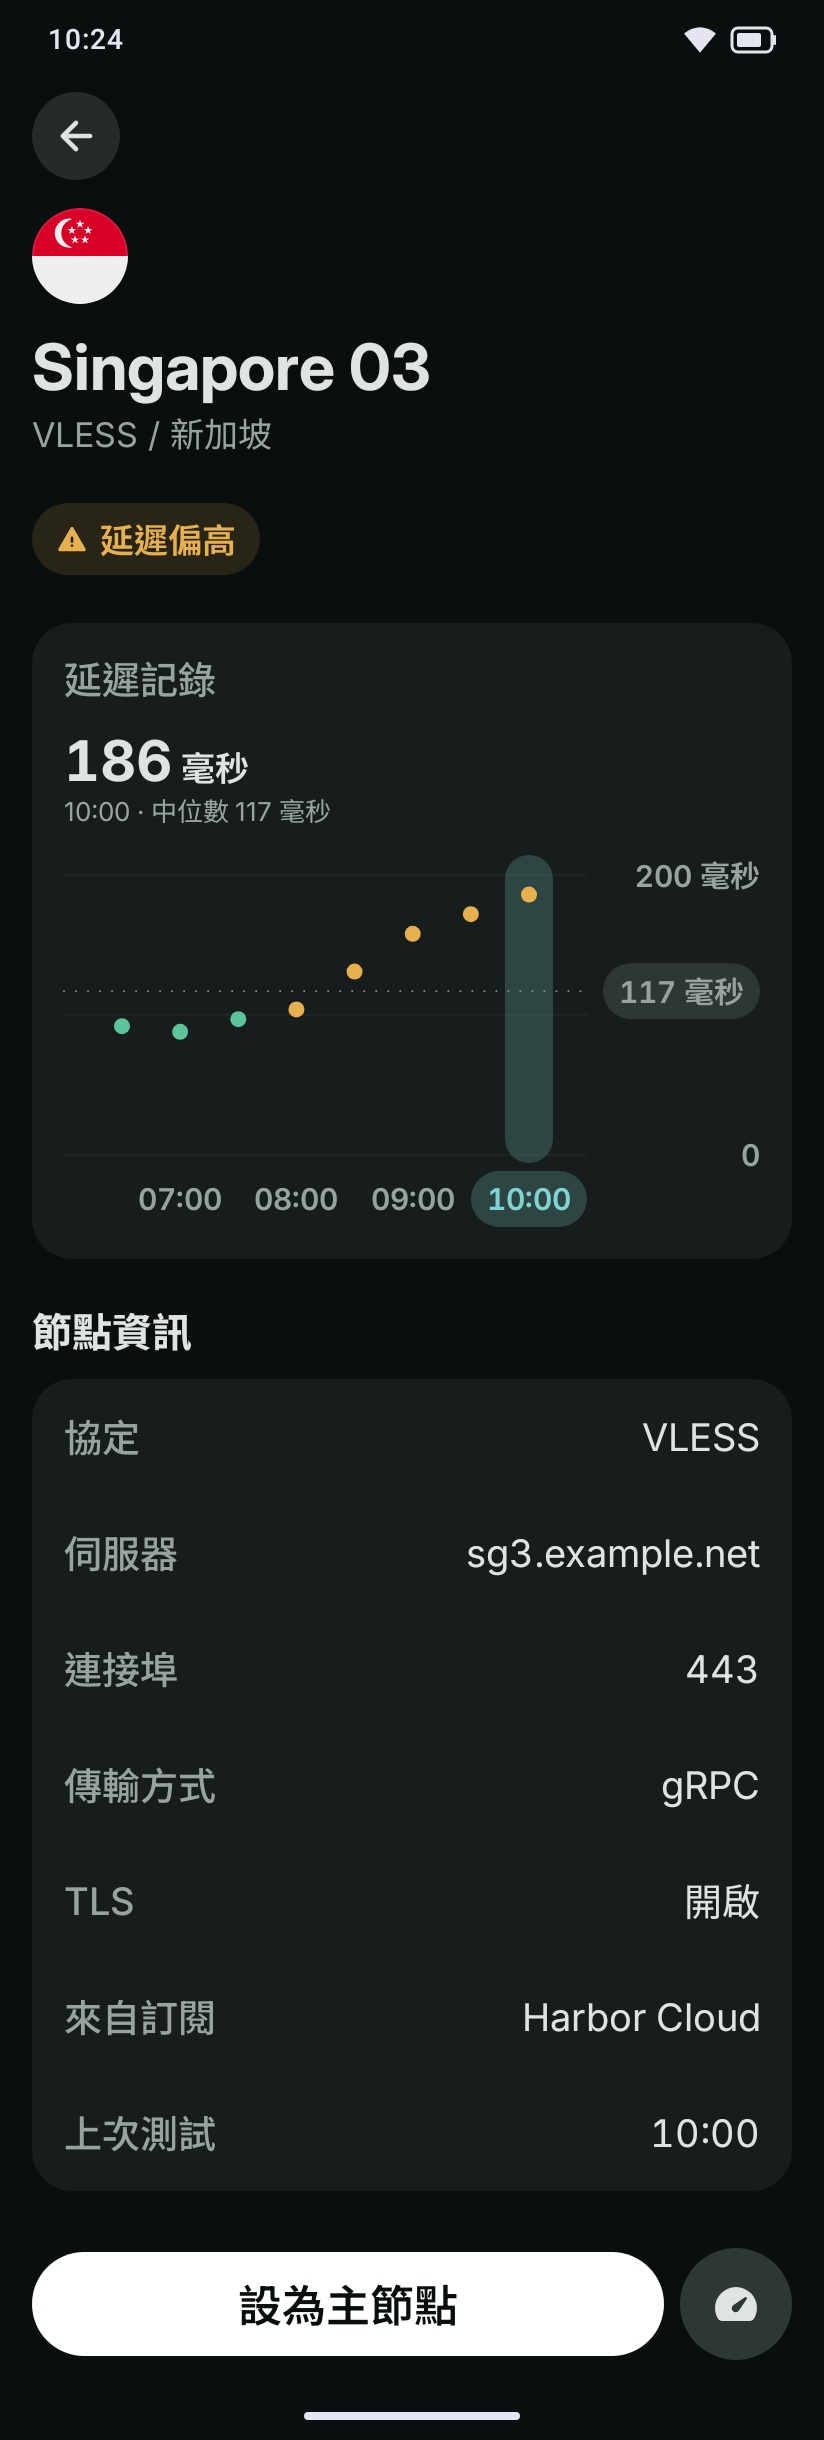 10:24
Singapore 03
VLESS / 新加坡
延遲偏高
延遲記錄
186 毫秒
10:00 · 中位數 117 毫秒
200 毫秒
117 毫秒
0
07:00 08:00 09:00 10:00
節點資訊
協定 VLESS
伺服器 sg3.example.net
連接埠 443
傳輸方式 gRPC
TLS 開啟
來自訂閱 Harbor Cloud
上次測試 10:00
設為主節點